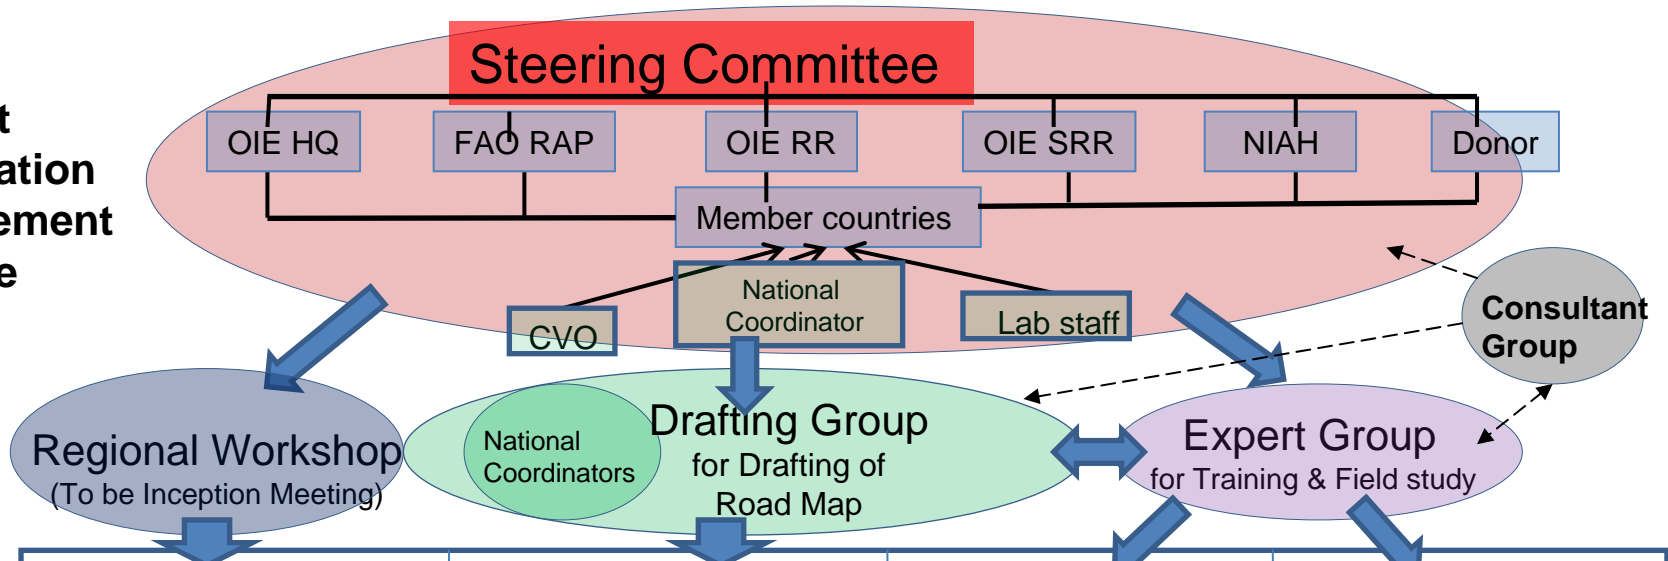 Steering Committee
t
ation
ement
e
OIE HQ
FAO RAP
OIE RR
OIE SRR
NIAH
Donor
Member countries
CVO
National
Coordinator
Lab staff
Consultant
Group
Regional Workshop
(To be Inception Meeting)
National
Coordinators
Drafting Group
for Drafting of
Road Map
Expert Group
for Training & Field study